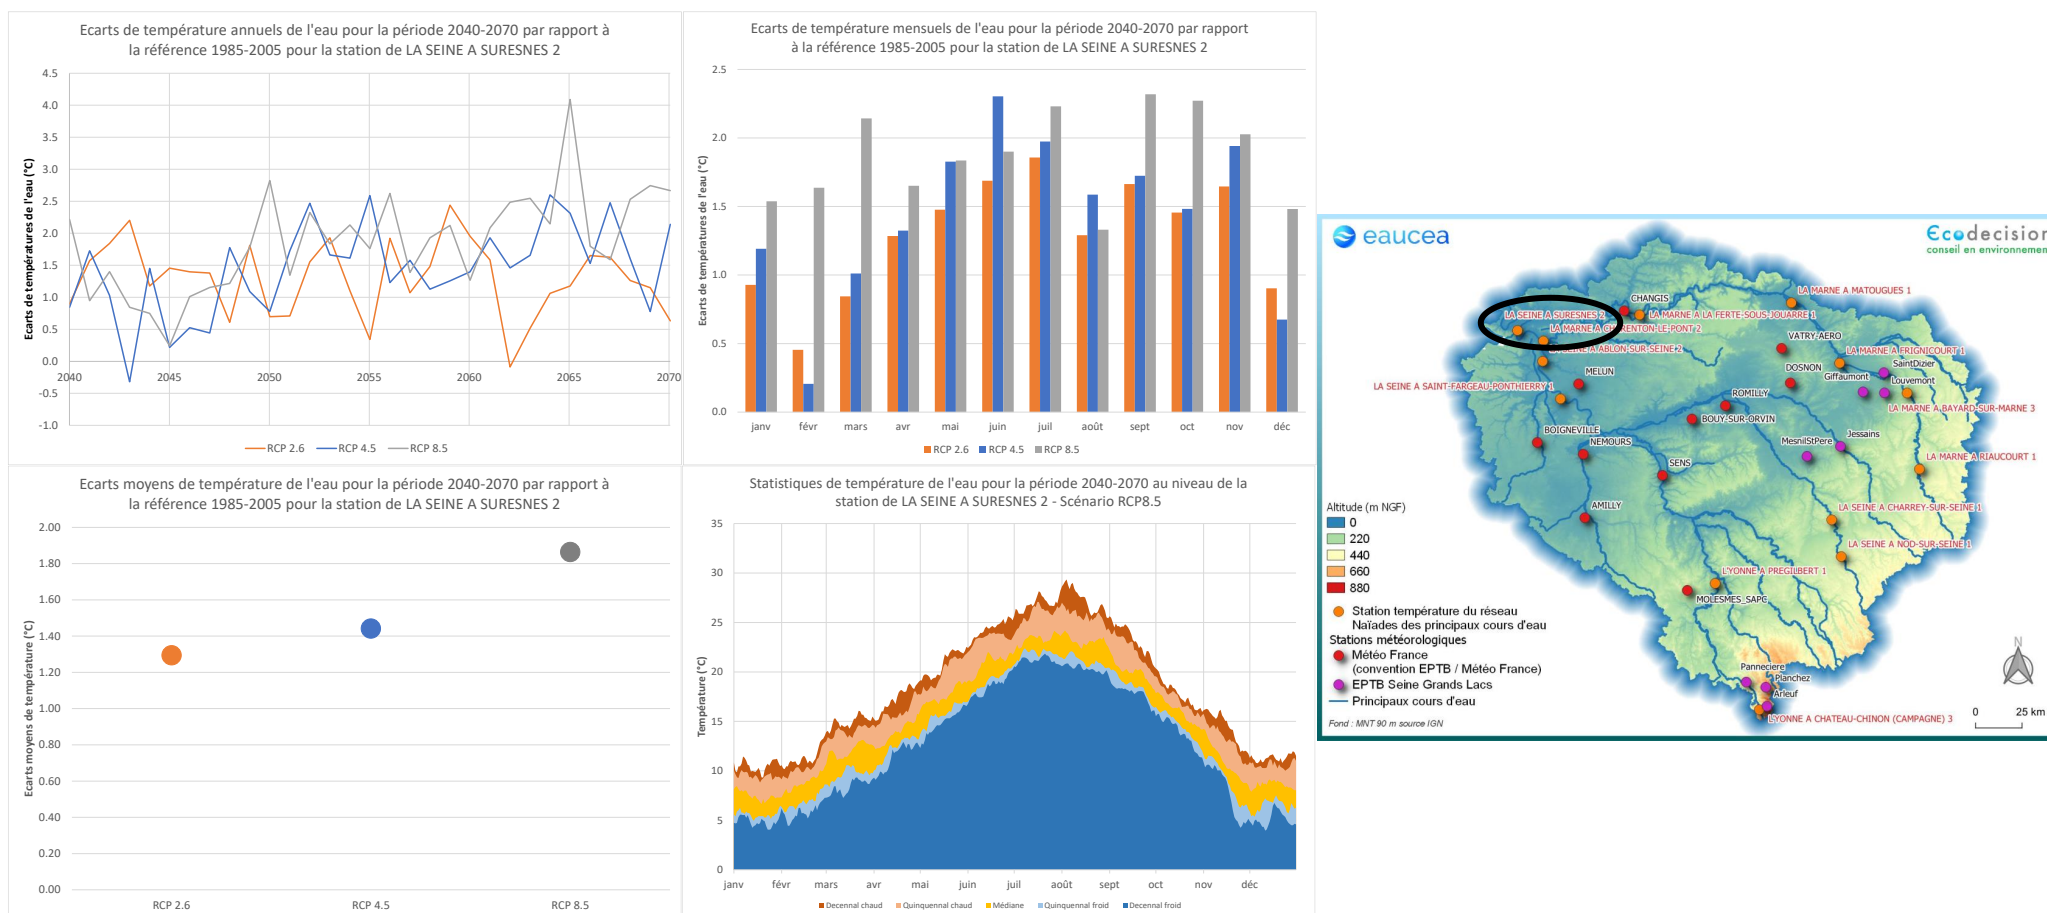 Ecarts de température annuels de l'eau pour la période 2040-2070 par rapport à
la référence 1985-2005 pour la station de LA SEINE A SURESNES 2
Ecarts de températures de l'eau (°C)
4.5
4.0
3.5
3.0
2.5
2.0
1.5
1.0
0.5
0.0
-0.5
-1.0
2040
2045
2050
2055
2060
2065
2070
RCP 2.6
RCP 4.5
RCP 8.5
Ecarts de température mensuels de l'eau pour la période 2040-2070 par rapport
à la référence 1985-2005 pour la station de LA SEINE A SURESNES 2
Ecarts de températures de l'eau (°C)
2.5
2.0
1.5
1.0
0.5
0.0
janv
févr
mars
avr
mai
juin
juil
août
sept
oct
nov
déc
RCP 2.6
RCP 4.5
RCP 8.5
Ecarts moyens de température de l'eau pour la période 2040-2070 par rapport à
la référence 1985-2005 pour la station de LA SEINE A SURESNES 2
Ecarts moyens de température (°C)
2.00
1.80
1.60
1.40
1.20
1.00
0.80
0.60
0.40
0.20
0.00
RCP 2.6
RCP 4.5
RCP 8.5
Statistiques de température de l'eau pour la période 2040-2070 au niveau de la
station de LA SEINE A SURESNES 2 - Scénario RCP8.5
Température (°C)
35
30
25
20
15
10
5
0
janv
févr
mars
avr
mai
juin
juil
août
sept
oct
nov
déc
Decennal chaud
Quinquennal chaud
Médiane
Quinquennal froid
Decennal froid
eaucea
Ecodecision
conseil en environnement
LA MARNE A MATOUGUES 1
CHANGIS
LA SEINE A SURESNES 2
LA MARNE A LA FERTE-SOUS-JOUARRE 1
LA MARNE A CHARENTON-LE-PONT 2
VATRY-AERO
LA SEINE A ABLON-SUR-SEINE 2
LA MARNE A FRIGNICOURT 1
SaintDizier
MELUN
DOSNON
Giffaumont
Louvemont
LA SEINE A SAINT-FARGEAU-PONTHIERRY 1
ROMILLY
LA MARNE A BAYARD-SUR-MARNE 3
BOUY-SUR-ORVIN
BOIGNEVILLE
NEMOURS
MesnilStPere
Jessains
SENS
LA MARNE A RIAUCOURT 1
AMILLY
LA SEINE A CHARREY-SUR-SEINE 1
LA SEINE A NOD-SUR-SEINE 1
L'YONNE A PREGILBERT 1
MOLESMES_SAPC
Panneciere
Planchez
Arleuf
L'YONNE A CHATEAU-CHINON (CAMPAGNE) 3
Altitude (m NGF)
0
220
440
660
880
Station température du réseau
Naïades des principaux cours d'eau
Stations météorologiques
Météo France
(convention EPTB / Météo France)
EPTB Seine Grands Lacs
Principaux cours d'eau
Fond : MNT 90 m source IGN
N
0
25 km